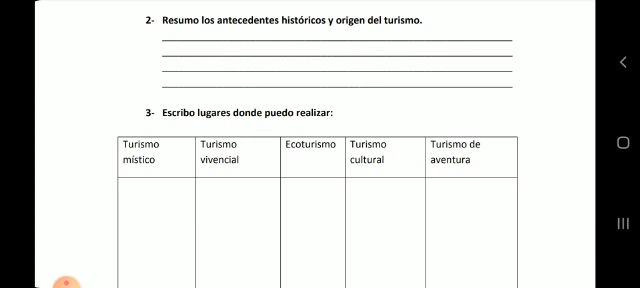 2- Resumo los antecedentes históricos y origen del turismo.
3- Escribo lugares donde puedo realizar:
Turismo místico
Turismo vivencial
Ecoturismo
Turismo cultural
Turismo de aventura